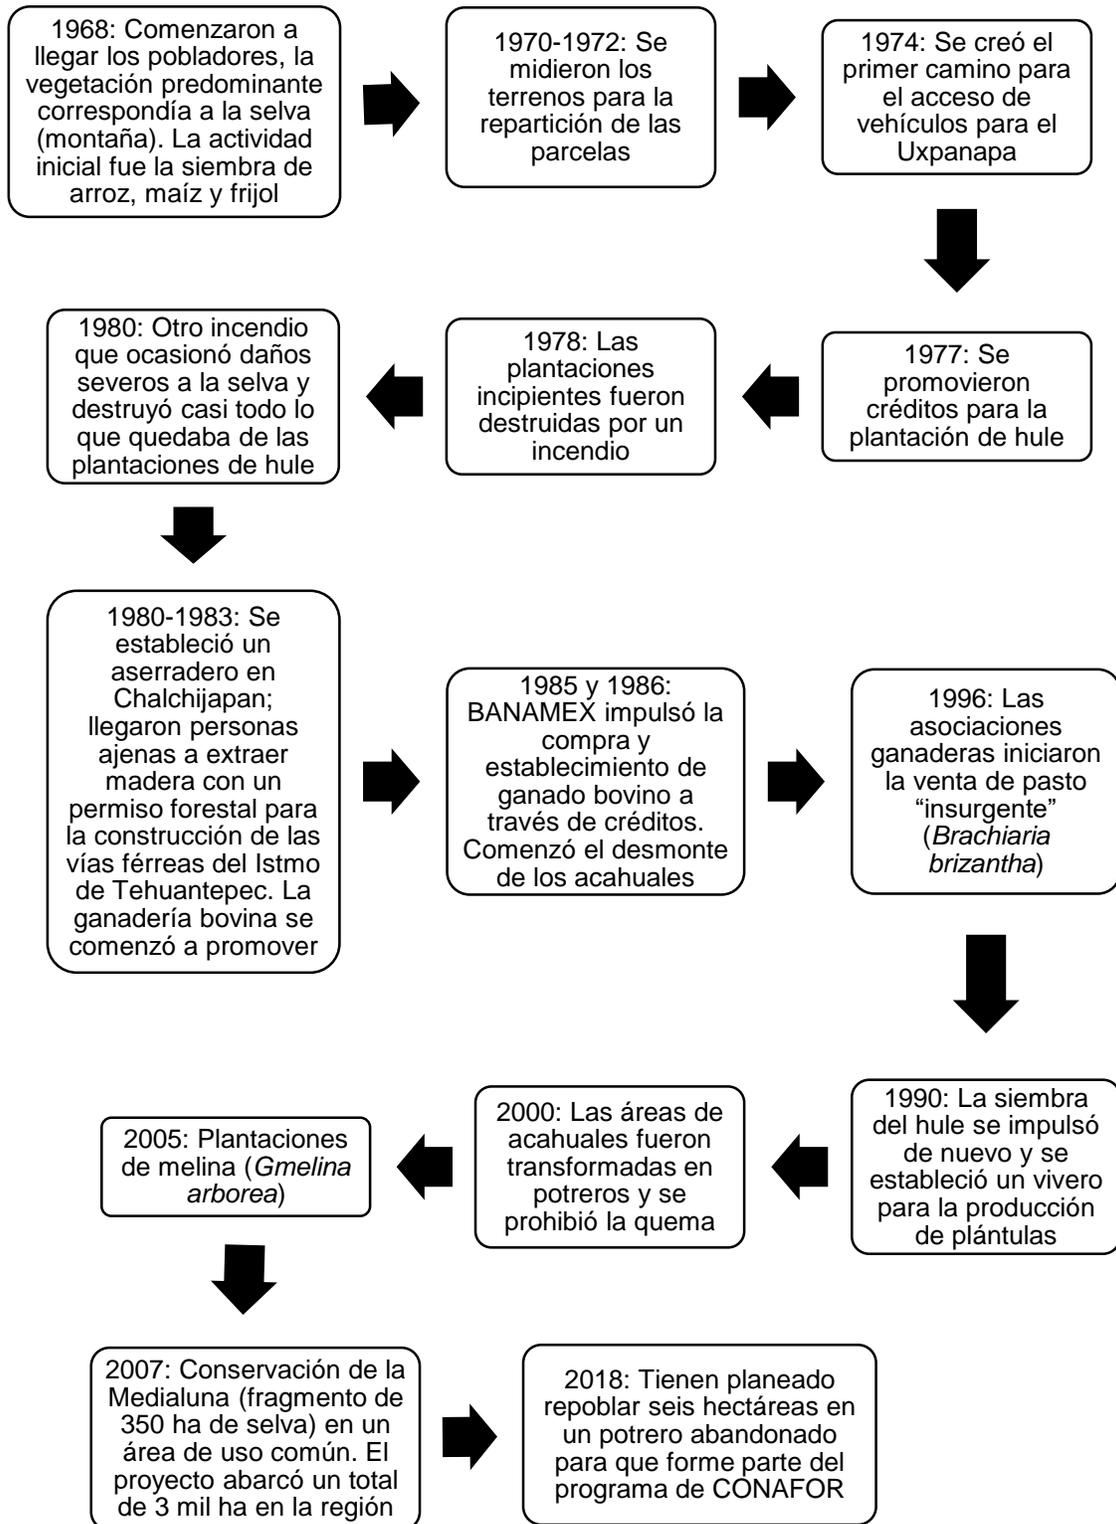 1968: Comenzaron a
llegar los pobladores, la
vegetación predominante
correspondía a la selva
(montaña). La actividad
inicial fue la siembra de
arroz, maíz y frijol
1970-1972: Se
midieron los
terrenos para la
repartición de las
parcelas
1974: Se creó el
primer camino para
el acceso de
vehículos para el
Uxpanapa
1977: Se
promovieron
créditos para la
plantación de hule
1978: Las
plantaciones
incipientes fueron
destruidas por un
incendio
1980: Otro incendio
que ocasionó daños
severos a la selva y
destruyó casi todo lo
que quedaba de las
plantaciones de hule
1980-1983: Se
estableció un
aserradero en
Chalchijapan;
llegaron personas
ajenas a extraer
madera con un
permiso forestal para
la construcción de las
vías férreas del Istmo
de Tehuantepec. La
ganadería bovina se
comenzó a promover
1985 y 1986:
BANAMEX impulsó la
compra y
establecimiento de
ganado bovino a
través de créditos.
Comenzó el desmonte
de los acahuales
1996: Las
asociaciones
ganaderas iniciaron
la venta de pasto
“insurgente”
(Brachiaria
brizantha)
1990: La siembra
del hule se impulsó
de nuevo y se
estableció un vivero
para la producción
de plántulas
2000: Las áreas de
acahuales fueron
transformadas en
potreros y se
prohibió la quema
2005: Plantaciones
de melina (Gmelina
arborea)
2007: Conservación de la
Medialuna (fragmento de
350 ha de selva) en un
área de uso común. El
proyecto abarcó un total
de 3 mil ha en la región
2018: Tienen planeado
repoblar seis hectáreas en
un potrero abandonado
para que forme parte del
programa de CONAFOR